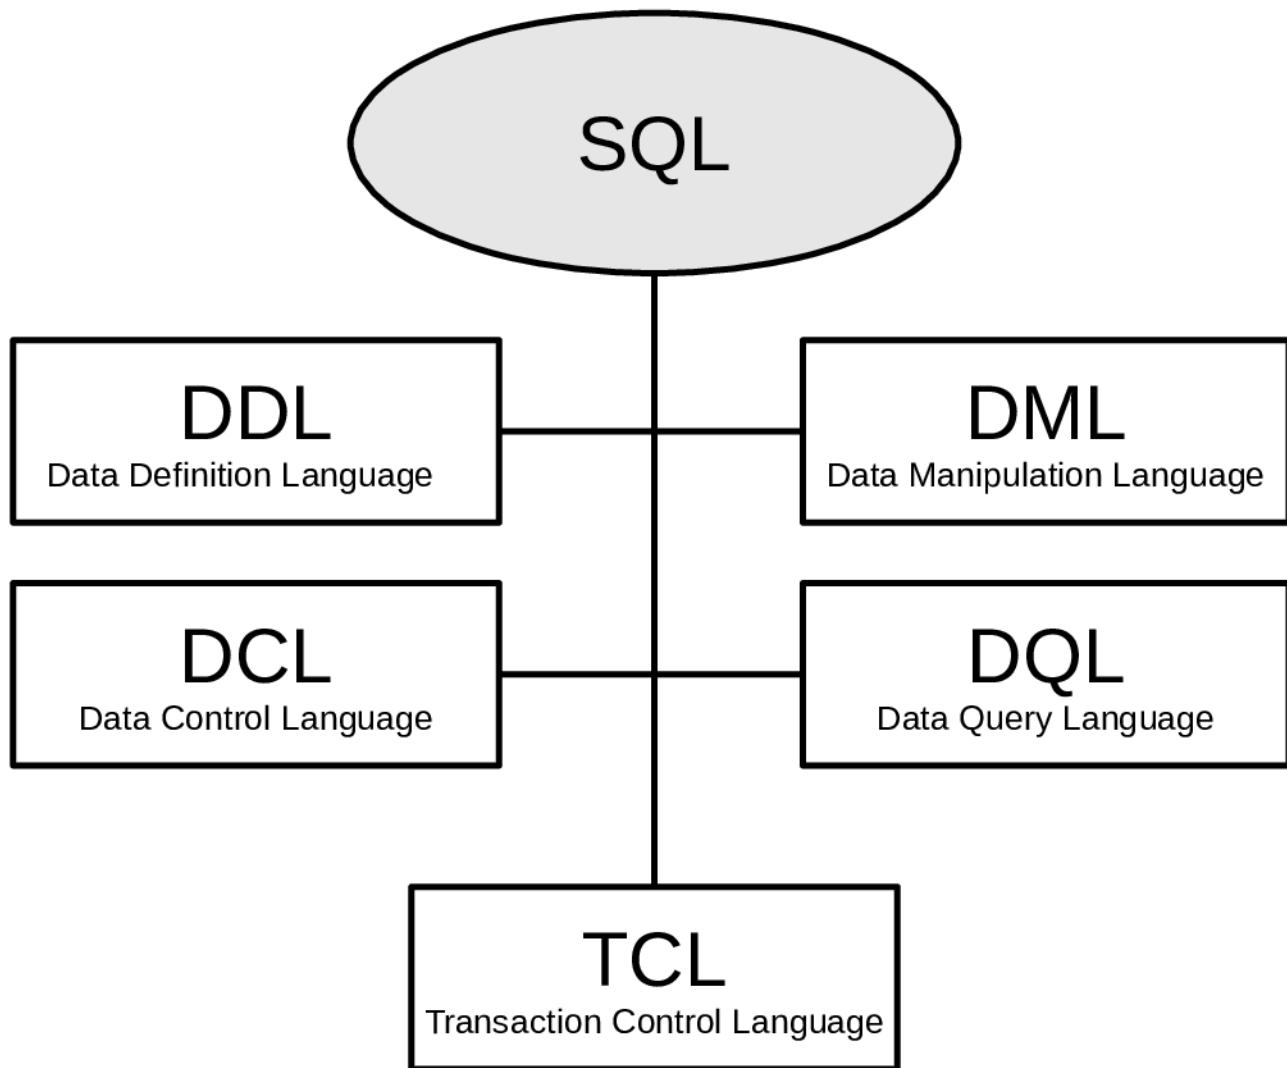 SQL
DDL
Data Definition Language
DML
Data Manipulation Language
DCL
Data Control Language
DQL
Data Query Language
TCL
Transaction Control Language